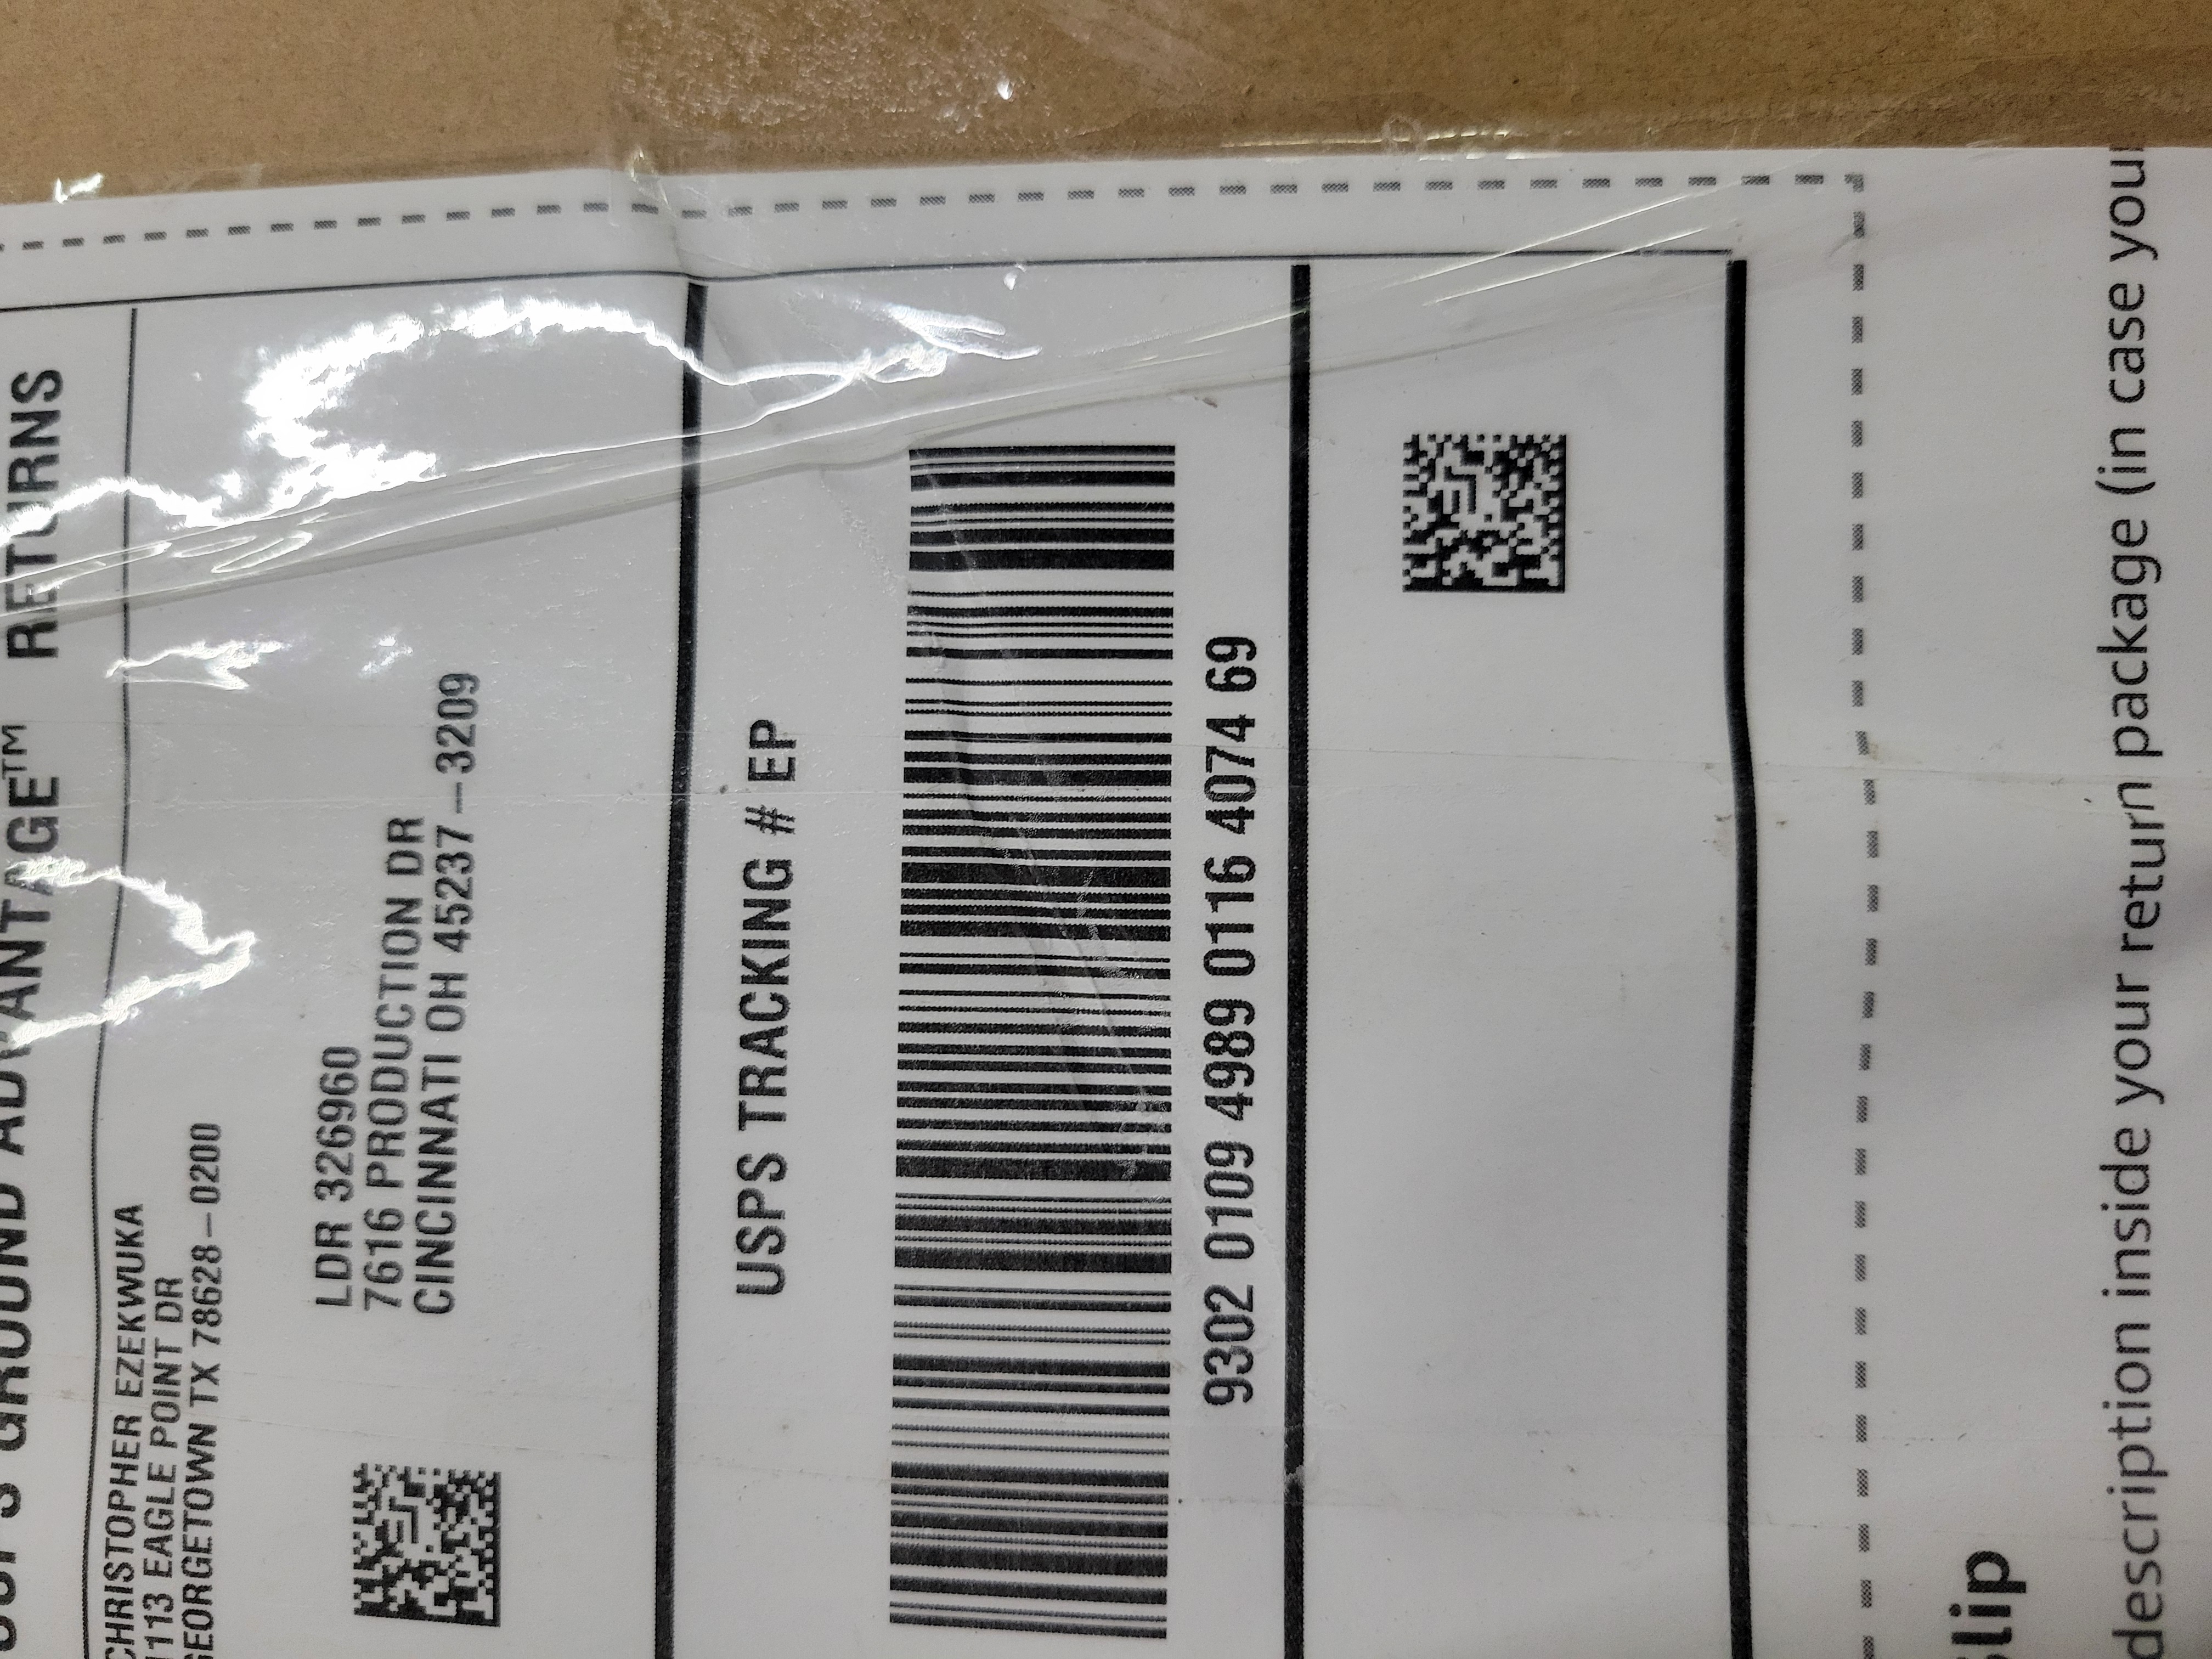 USPS GROUND ADVANTAGE™ RETURNS
CHRISTOPHER EZEKWUKA
1113 EAGLE POINT DR
GEORGETOWN TX 78628-0200
LDR 326960
7616 PRODUCTION DR
CINCINNATI OH 45237-3209
USPS TRACKING # EP
9302 0109 4989 0116 4074 69
Slip
description inside your return package (in case your